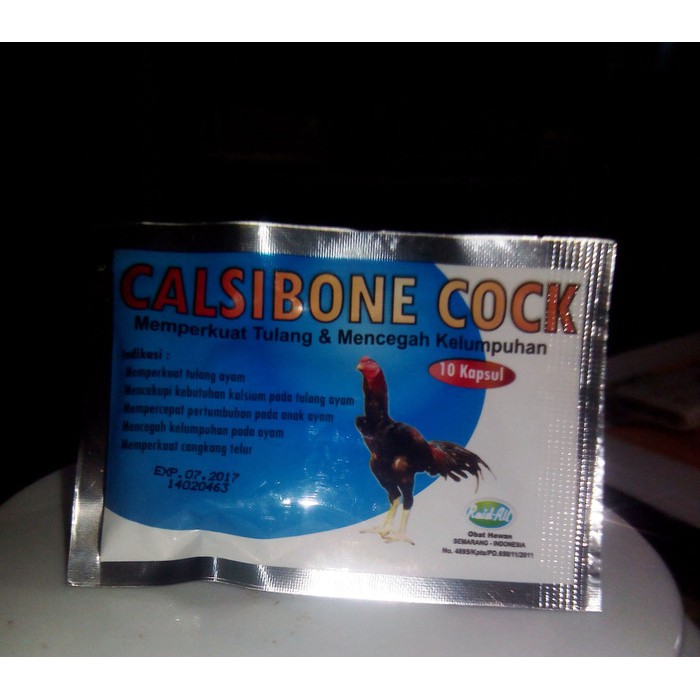 CALSIBONE COCK
Memperkuat Tulang & Mencegah Kelumpuhan
10 Kapsul
Indikasi :
Memperkuat tulang ayam
Mencukupi kebutuhan kalsium pada tulang ayam
Mempercepat pertumbuhan pada anak ayam
Mencegah kelumpuhan pada ayam
Memperkuat cangkang telur
EXP.07.2017
14020463
Raid-All
Obat Hewan
SEMARANG - INDONESIA